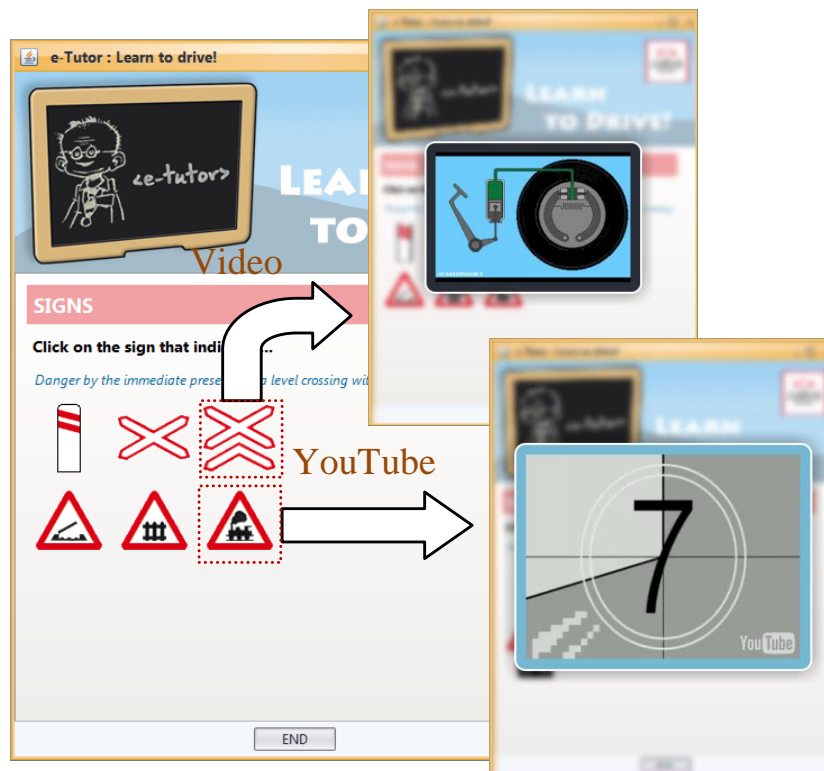 e-Tutor : Learn to drive!
<e-tutor>
LEA
TO
Video
SIGNS
Click on the sign that indi
Danger by the immediate prese
a level crossing wit
YouTube
END
LEARN
TO DRIVE!
LEARN
7
YouTube